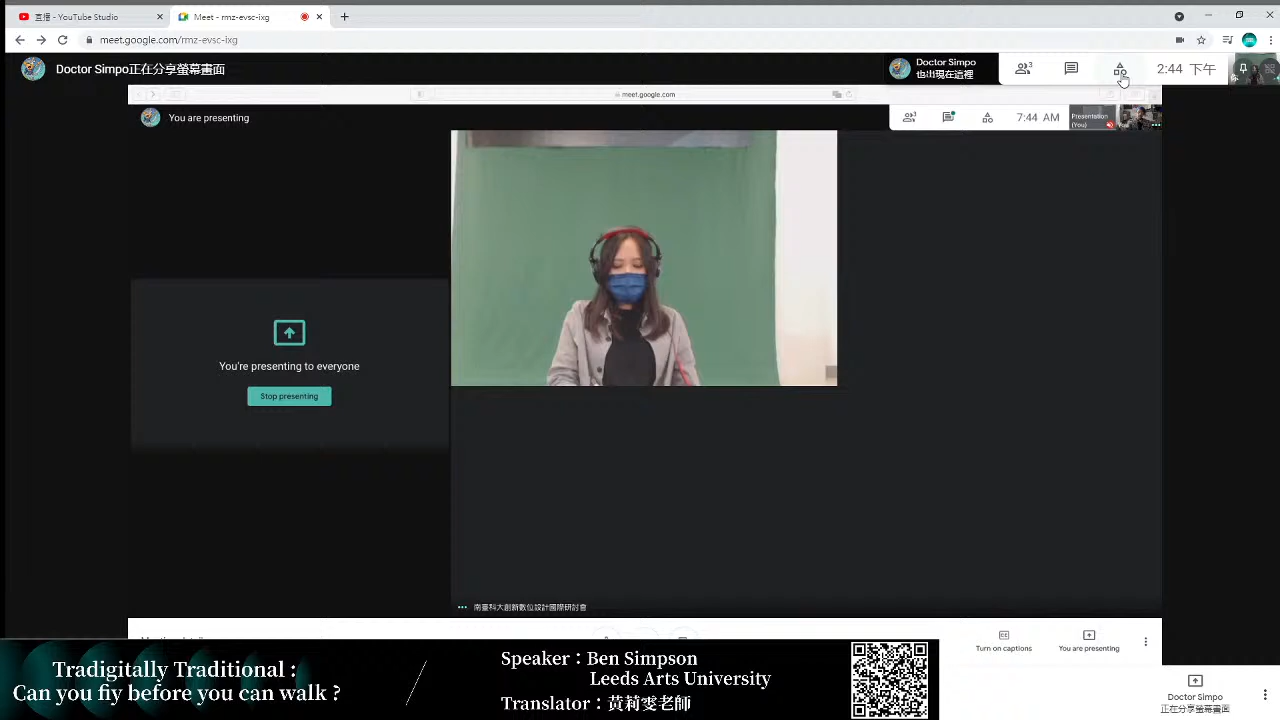 直播 - YouTube Studio
Meet - rmz-evsc-ixg
meet.google.com/rmz-evsc-ixg
Doctor Simpo正在分享螢幕畫面
Doctor Simpo
也出現在這裡
3
2:44 下午
你
meet.google.com
You are presenting
7:44 AM
Presentation
(You)
You're presenting to everyone
Stop presenting
南臺科大創新數位設計國際研討會
CC
Turn on captions
You are presenting
Tradigitally Traditional :
Can you fiy before you can walk ?
Speaker：Ben Simpson
Leeds Arts University
Translator：黃莉雯老師
Doctor Simpo
正在分享螢幕畫面